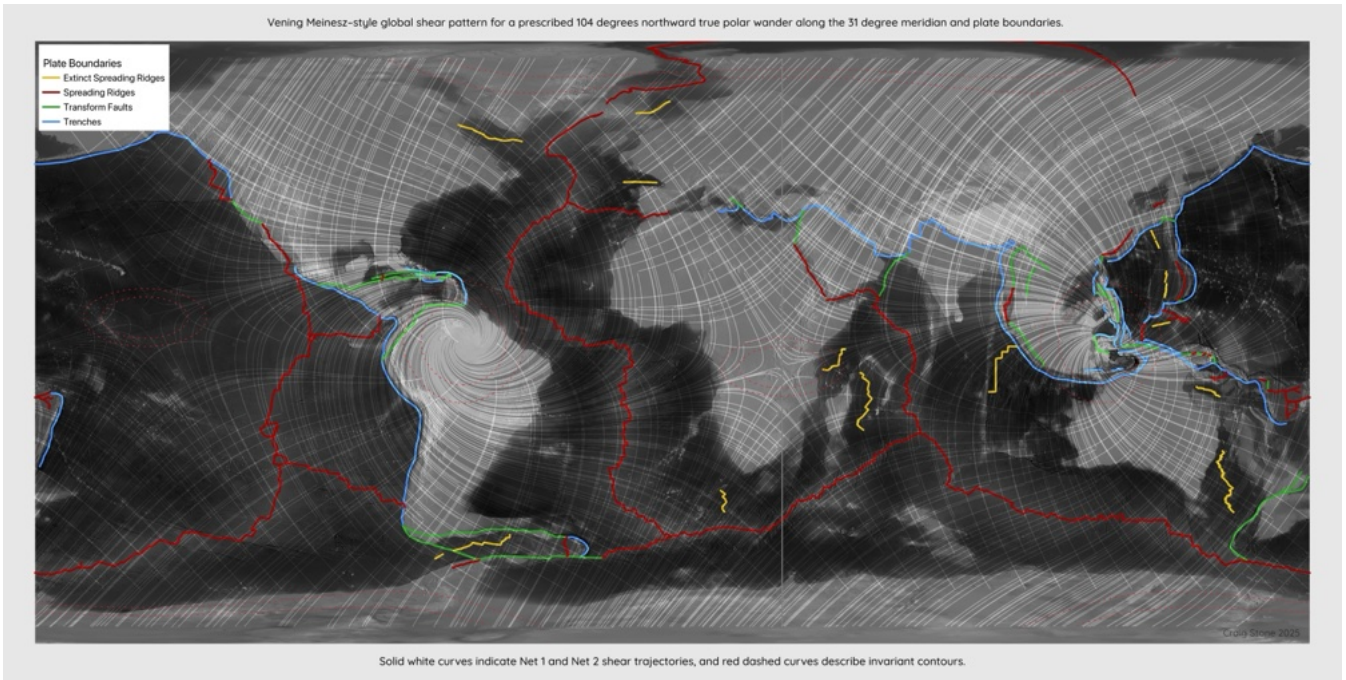 Vening Meinesz–style global shear pattern for a prescribed 104 degrees northward true polar wander along the 31 degree meridian and plate boundaries.
Plate Boundaries
Extinct Spreading Ridges
Spreading Ridges
Transform Faults
Trenches
Craig Stone 2025
Solid white curves indicate Net 1 and Net 2 shear trajectories, and red dashed curves describe invariant contours.